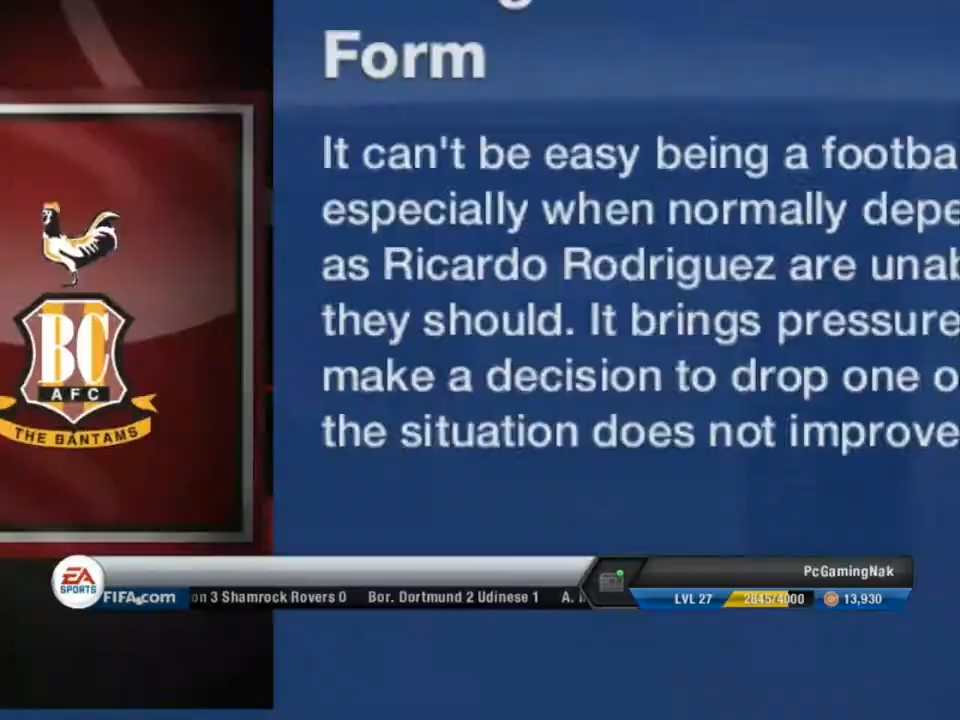 Form
It can't be easy being a footba
especially when normally depe
as Ricardo Rodriguez are unab
they should. It brings pressure
make a decision to drop one o
the situation does not improve
BC
AFC
THE BANTAMS
EA
SPORTS
PcGamingNak
FIFA.com
on 3 Shamrock Rovers 0 Bor. Dortmund 2 Udinese 1 A.
LVL 27 2845/4000 13,930